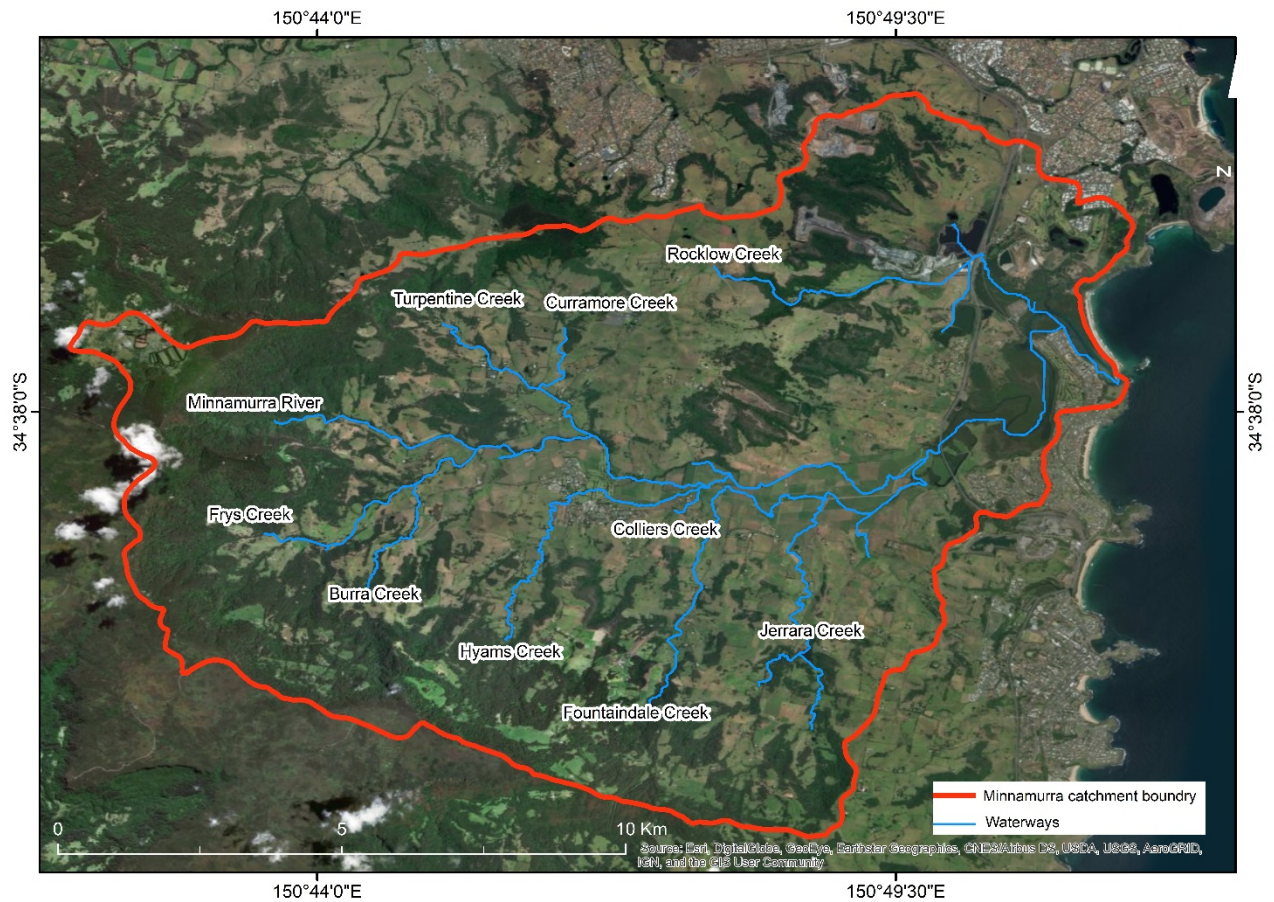 150°44'0"E
150°49'30"E
Z
Rocklow Creek
Turpentine Creek
Curramore Creek
34°38'0"S
34°38'0"S
Minnamurra River
Frys Creek
Colliers Creek
Burra Creek
Jerrara Creek
Hyams Creek
Fountaindale Creek
Minnamurra catchment boundry
Waterways
0
5
10 Km
Source: Esri, DigitalGlobe, GeoEye, Earthstar Geographics, CNES/Airbus DS, USDA, USGS, AeroGRID,
IGN, and the GIS User Community
150°44'0"E
150°49'30"E